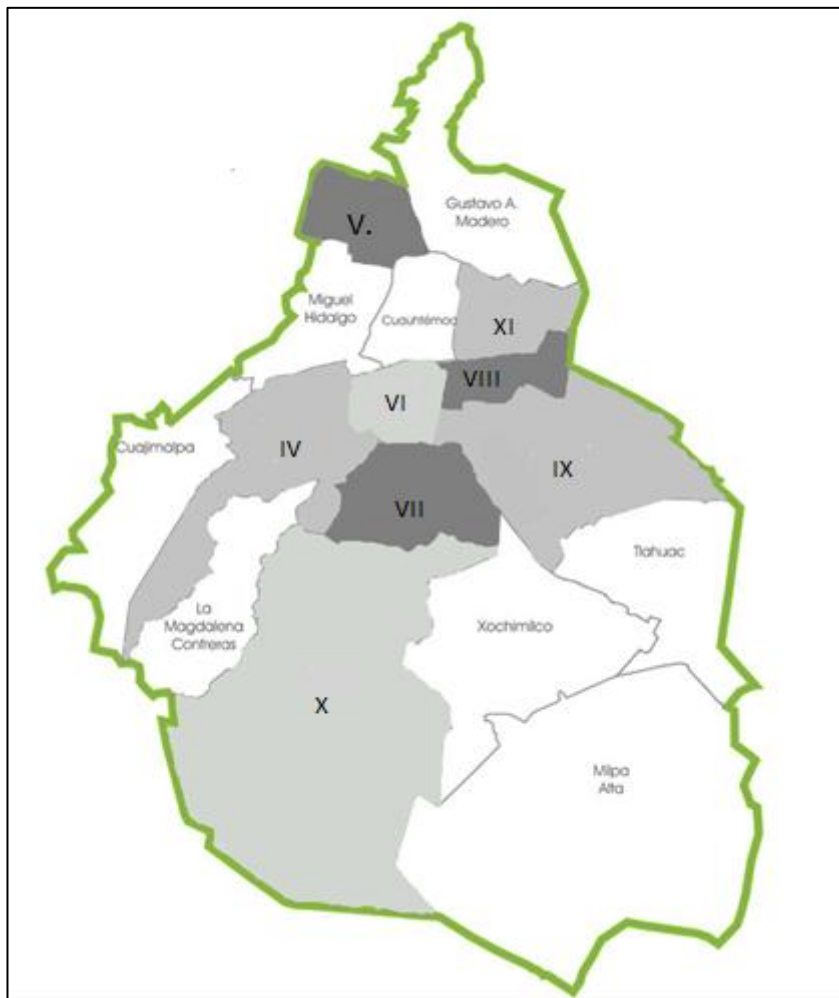 Gustavo A.
Madero
V.
Miguel
Hidalgo
Cuauhtémoc
XI
VIII
VI
Cuajimalpa
IV
IX
VII
Tlahuac
La
Magdalena
Contreras
Xochimilco
X
Milpa
Alta